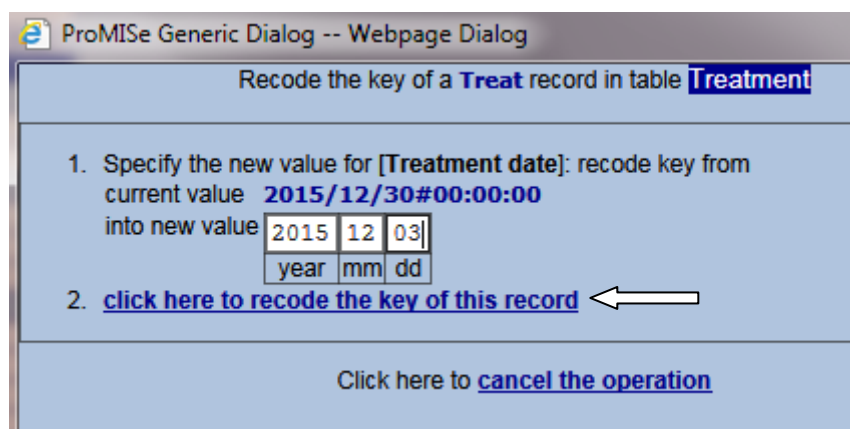 ProMISe Generic Dialog -- Webpage Dialog
Recode the key of a Treat record in table Treatment
1. Specify the new value for [Treatment date]: recode key from
current value 2015/12/30#00:00:00
into new value 2015 12 03
year mm dd
2. click here to recode the key of this record
Click here to cancel the operation